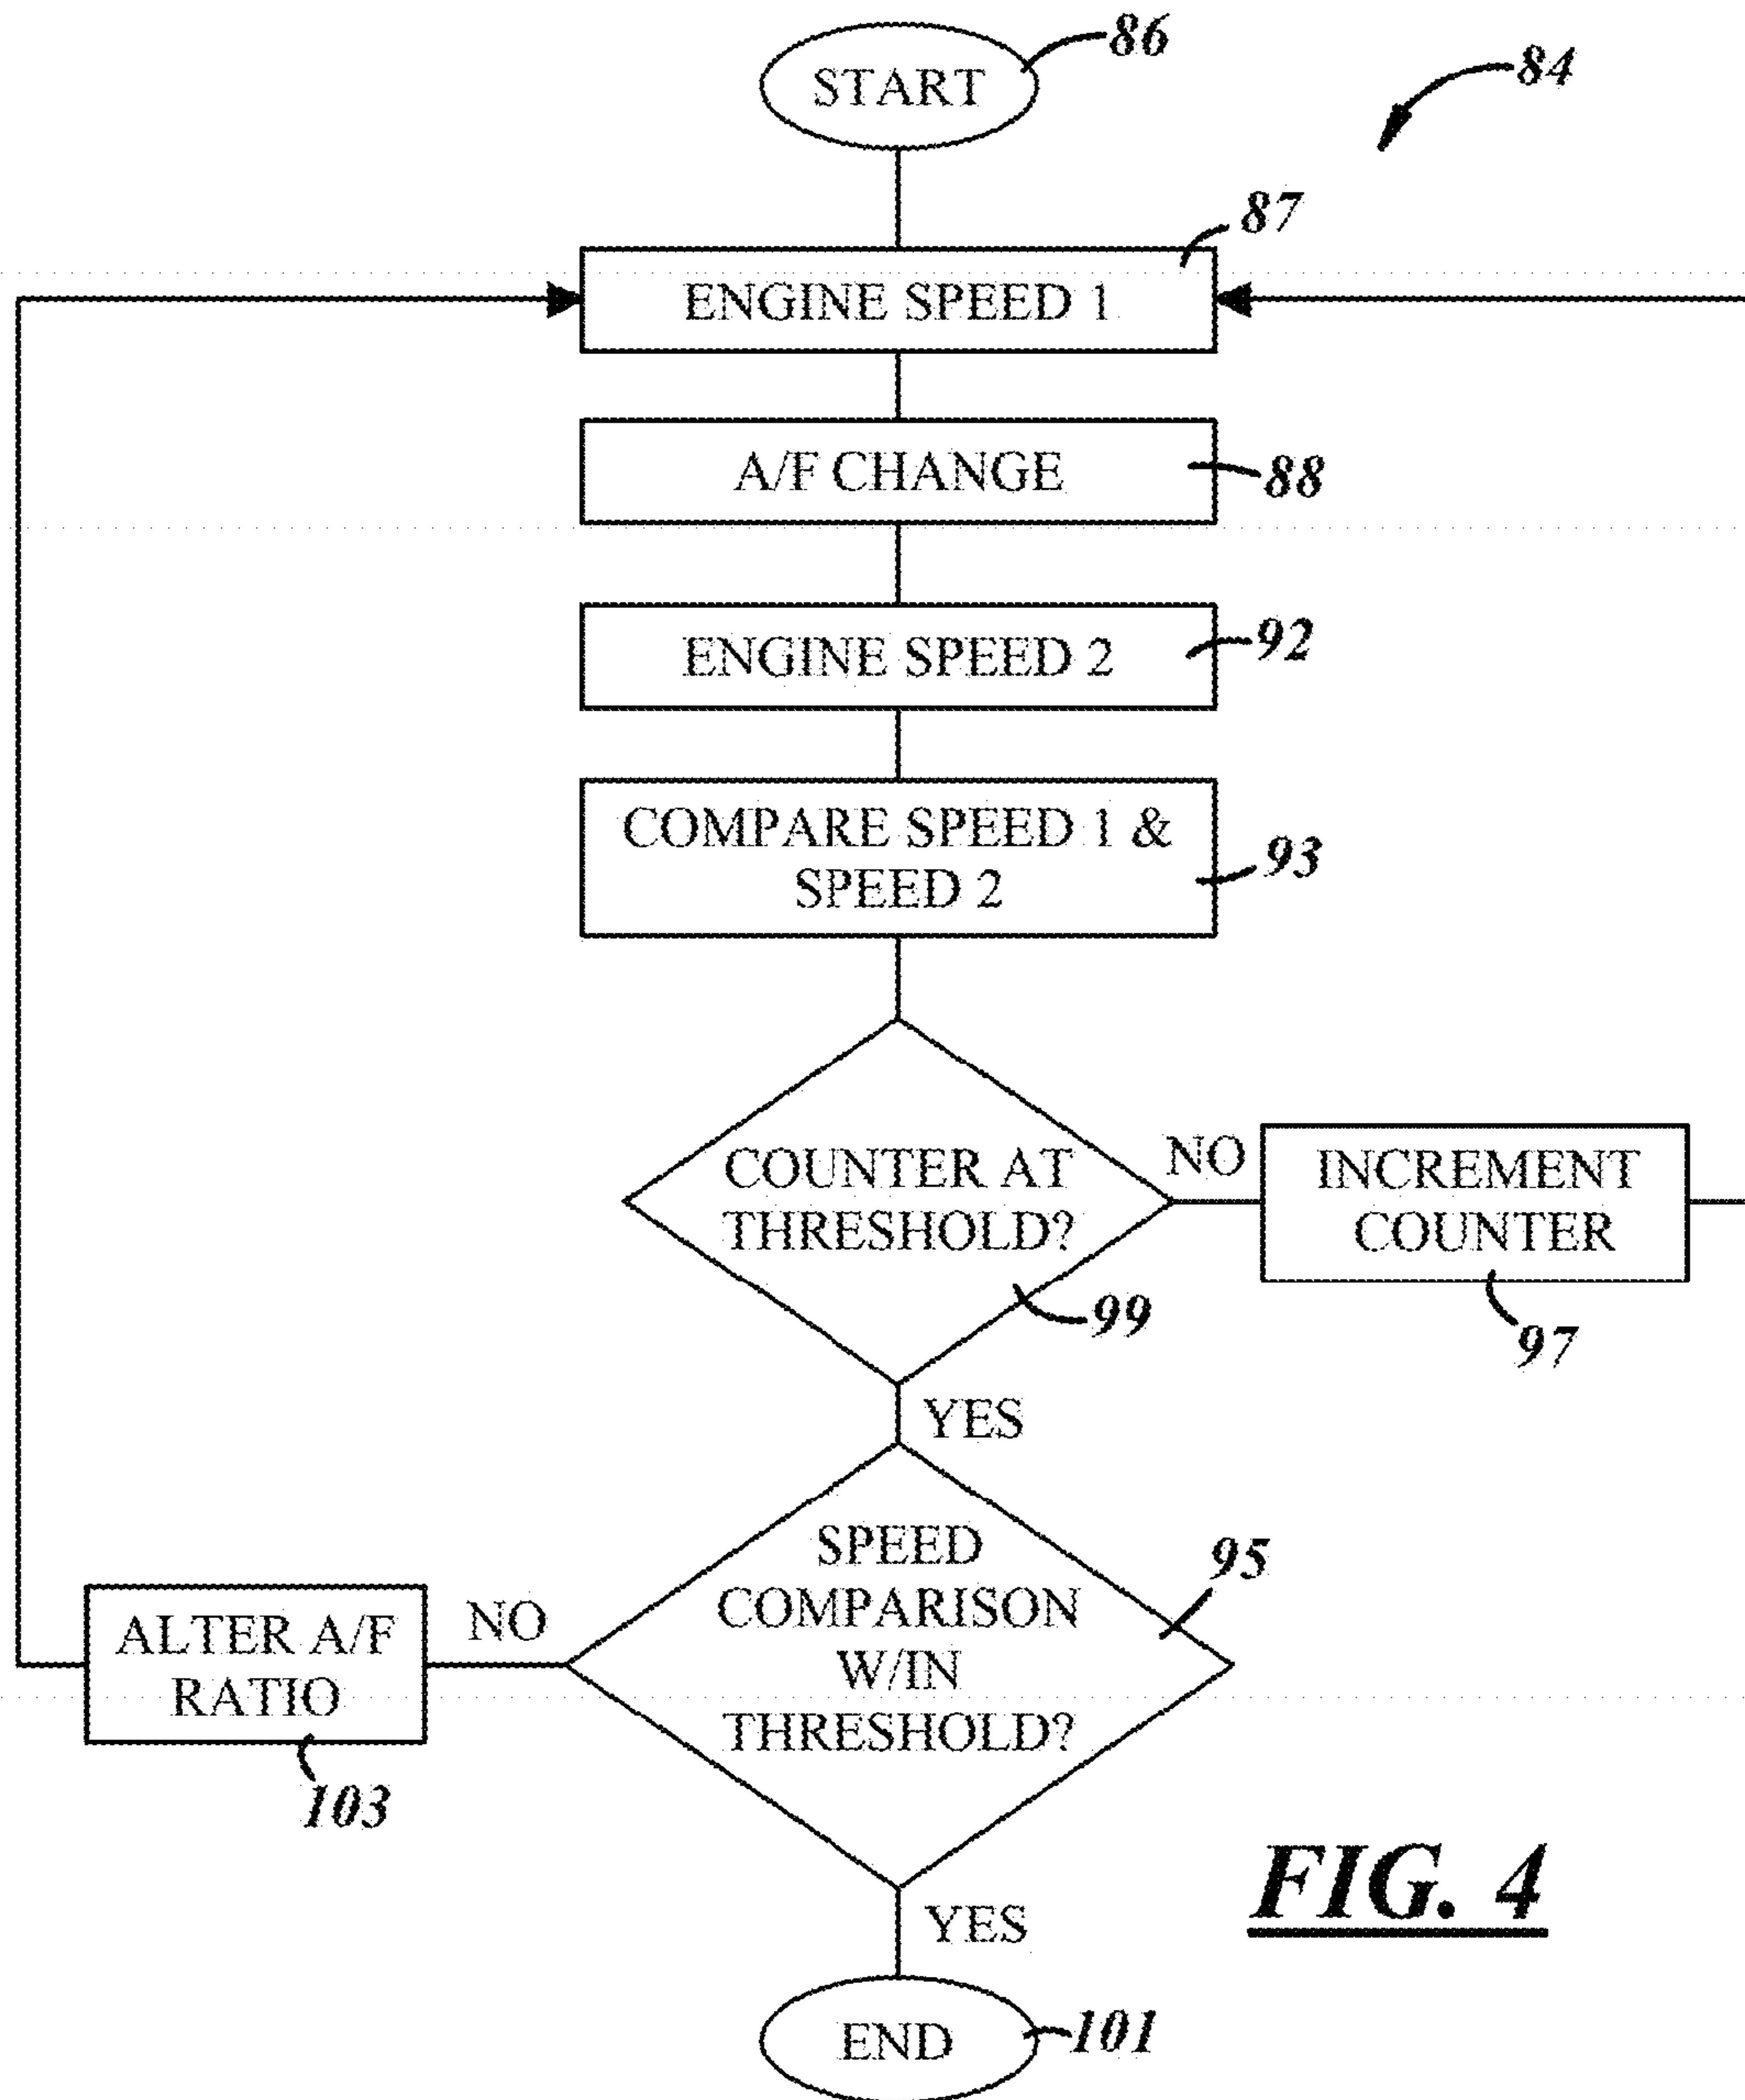 START
86
84
87
ENGINE SPEED 1
A/F CHANGE
88
ENGINE SPEED 2
92
COMPARE SPEED 1 &
SPEED 2
93
COUNTER AT
THRESHOLD?
99
NO
INCREMENT
COUNTER
97
YES
SPEED
COMPARISON
W/IN
THRESHOLD?
95
NO
ALTER A/F
RATIO
103
YES
FIG. 4
END
101